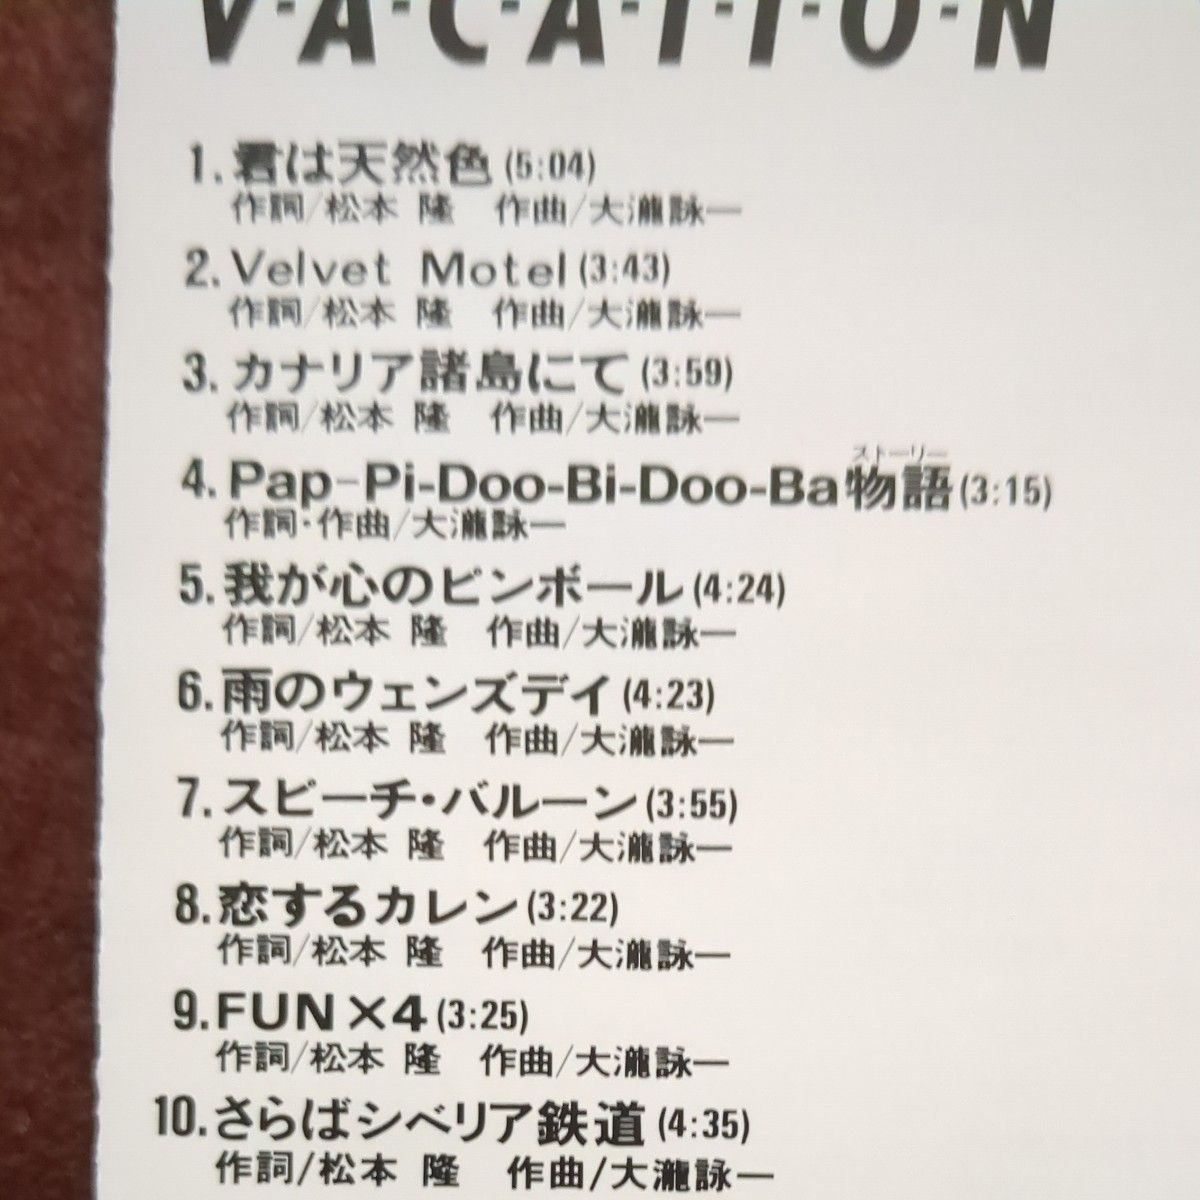 V·A·C·A·T·I·O·N
1.君は天然色(5:04)
作詞/松本 隆 作曲/大瀧詠一
2.Velvet Motel(3:43)
作詞/松本 隆 作曲/大瀧詠一
3.カナリア諸島にて(3:59)
作詞/松本 隆 作曲/大瀧詠一
ストーリー
4.Pap-Pi-Doo-Bi-Doo-Ba物語(3:15)
作詞・作曲/大瀧詠一
5.我が心のピンボール(4:24)
作詞/松本 隆 作曲/大瀧詠一
6.雨のウェンズデイ(4:23)
作詞/松本 隆 作曲/大瀧詠一
7.スピーチ・バルーン(3:55)
作詞/松本 隆 作曲/大瀧詠一
8.恋するカレン(3:22)
作詞/松本 隆 作曲/大瀧詠一
9.FUN×4(3:25)
作詞/松本 隆 作曲/大瀧詠一
10.さらばシベリア鉄道(4:35)
作詞/松本 隆 作曲/大瀧詠一